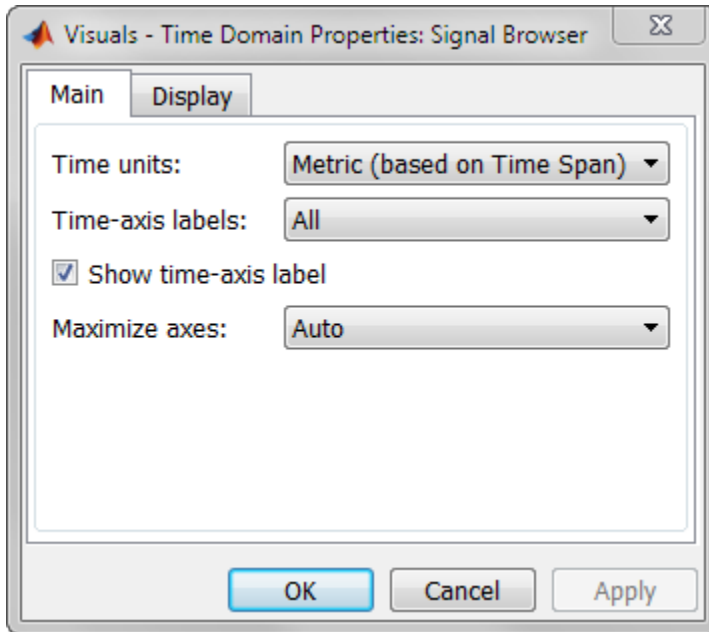 Visuals - Time Domain Properties: Signal Browser
Main Display
Time units: Metric (based on Time Span)
Time-axis labels: All
Show time-axis label
Maximize axes: Auto
OK Cancel Apply